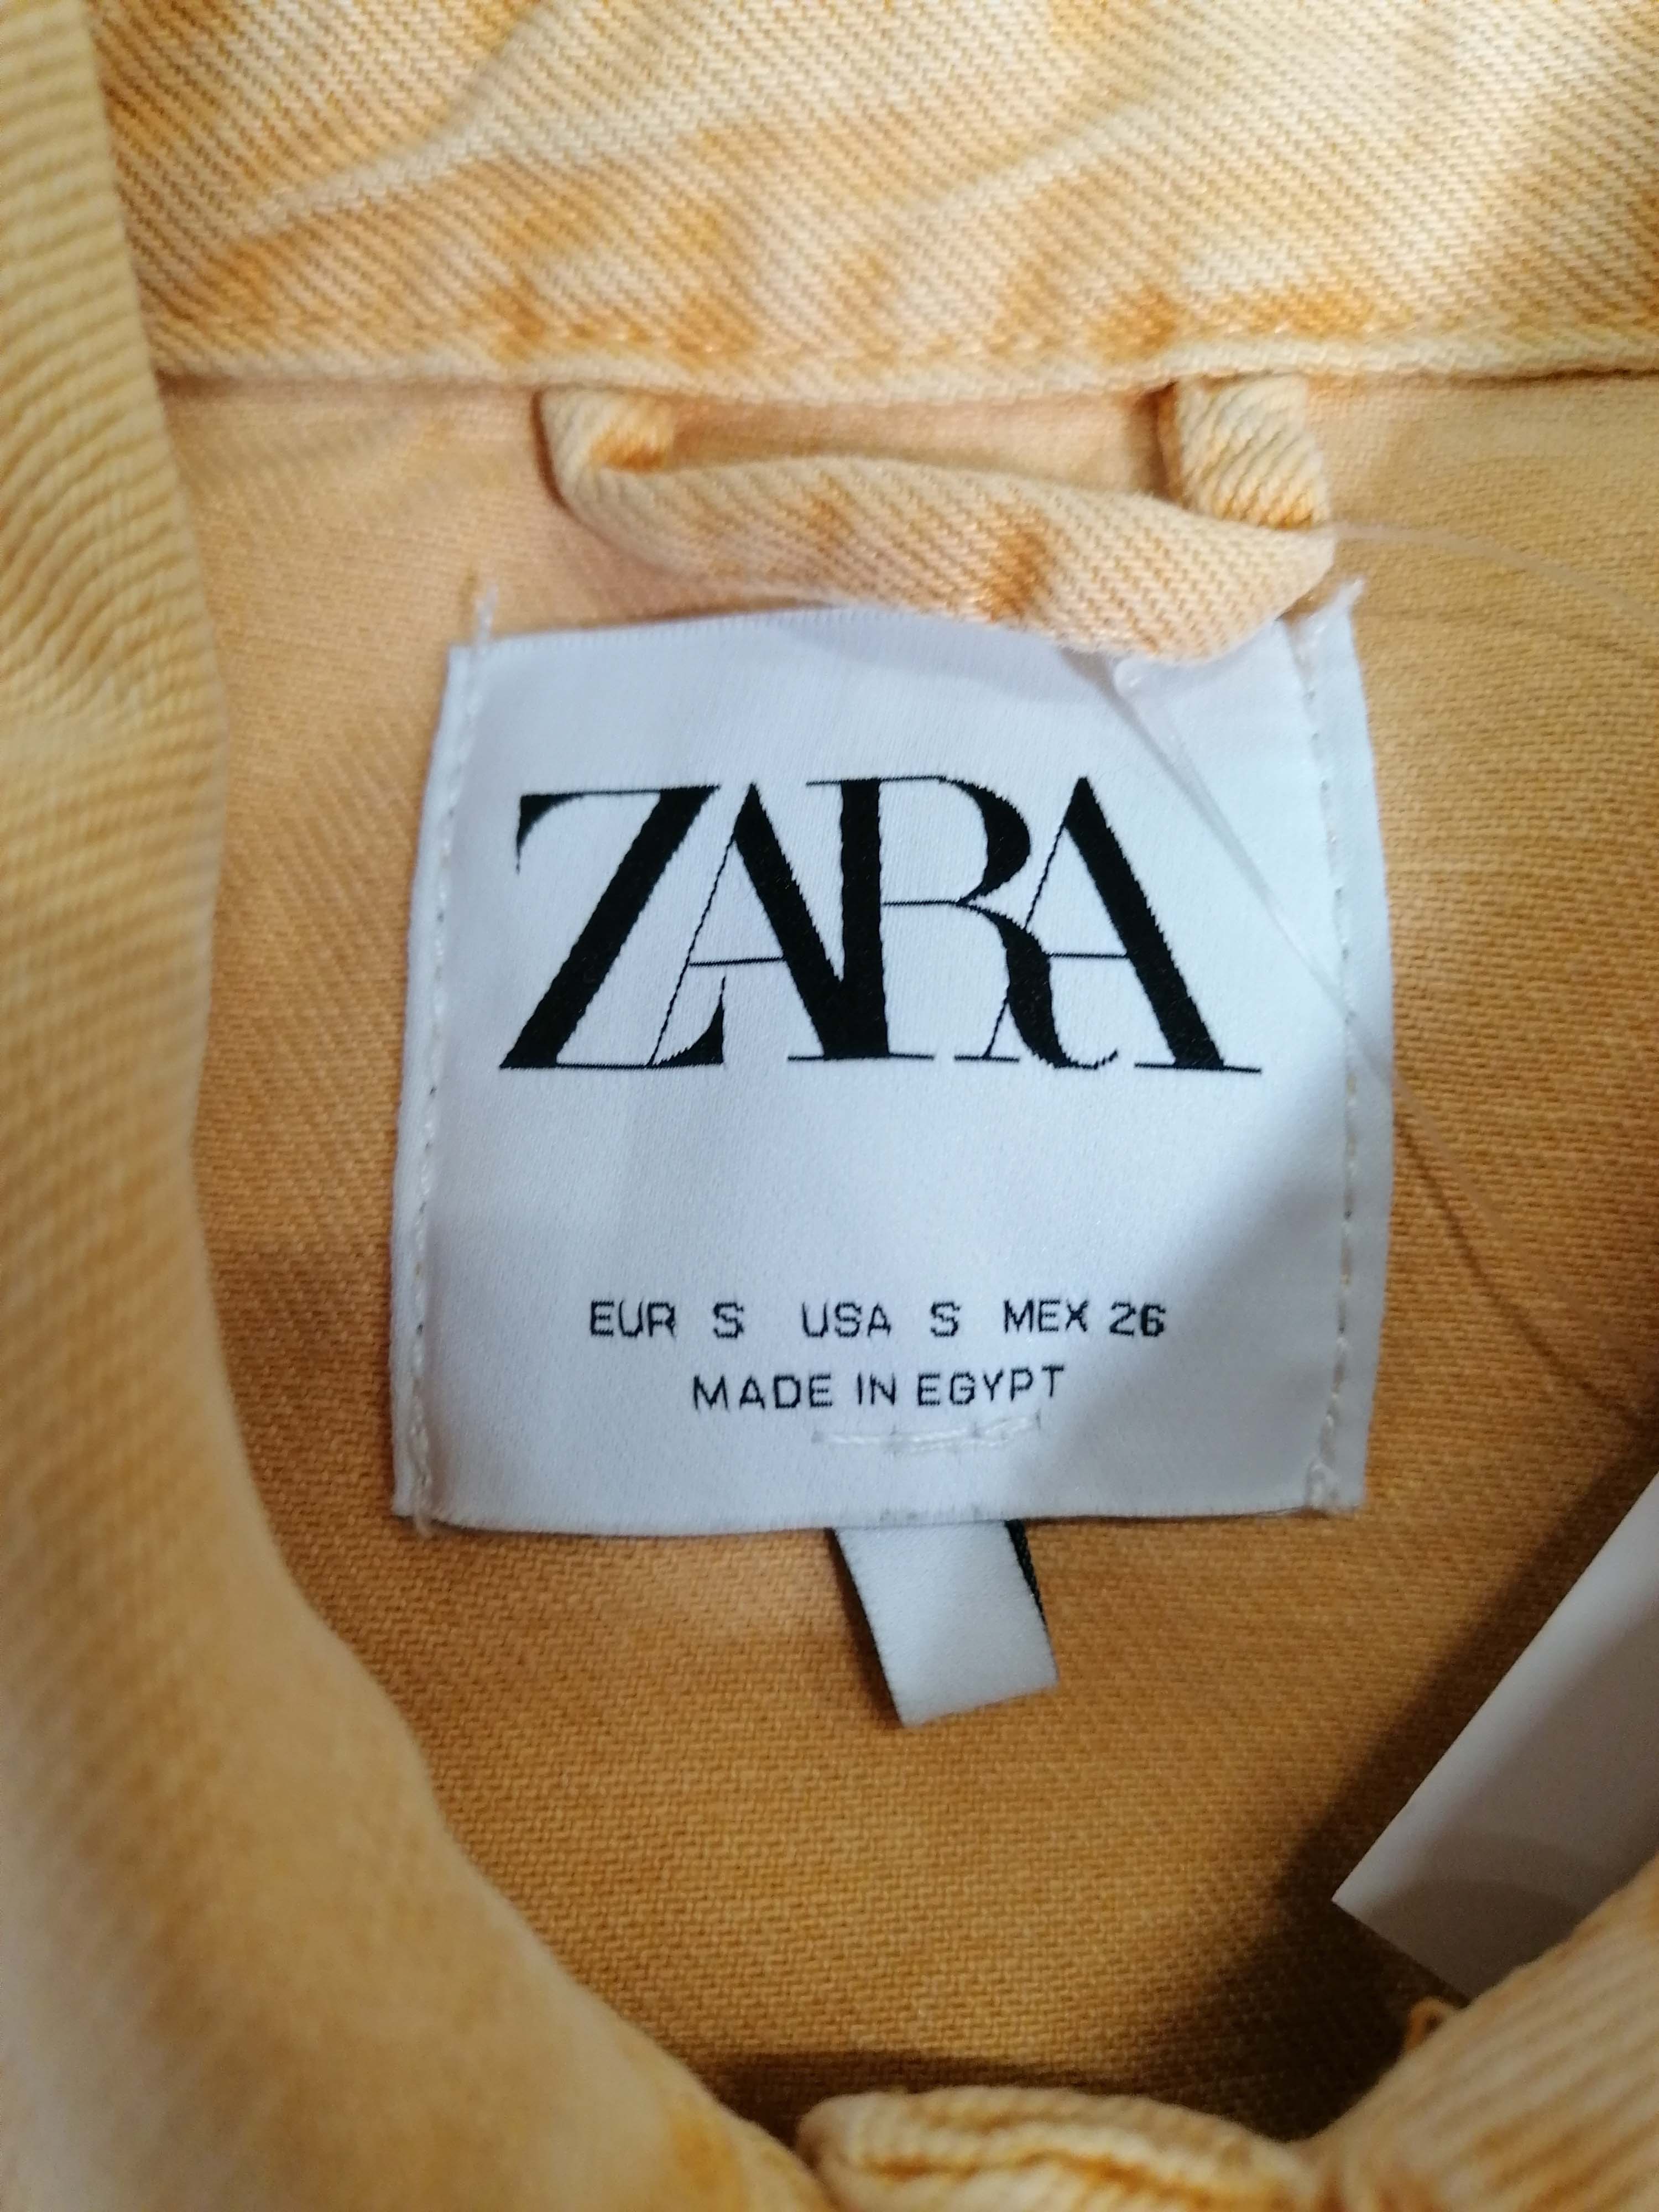 ZARA
EUR S USA S MEX 26
MADE IN EGYPT